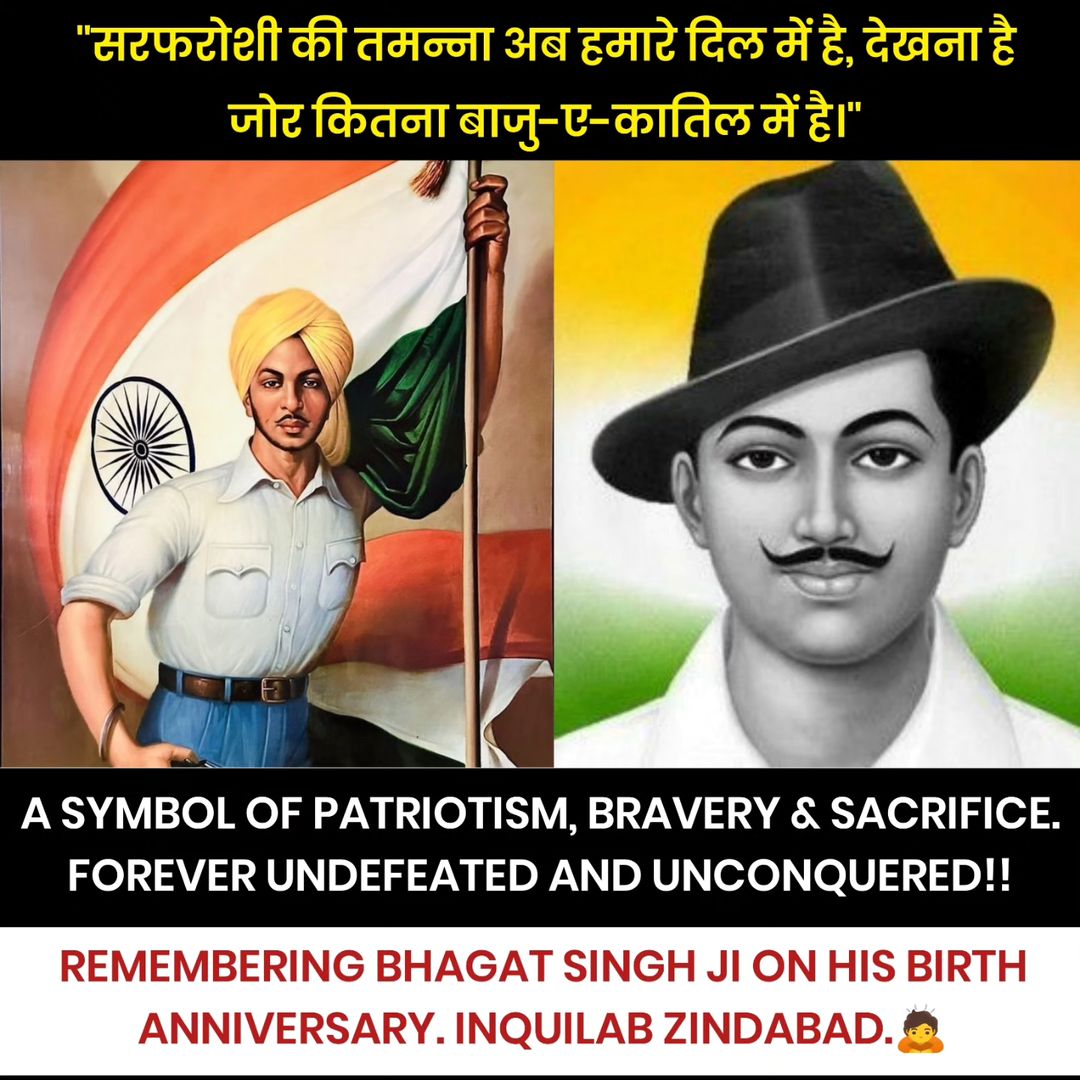 "सरफरोशी की तमन्ना अब हमारे दिल में है, देखना है
जोर कितना बाजु-ए-कातिल में है।"
A SYMBOL OF PATRIOTISM, BRAVERY & SACRIFICE.
FOREVER UNDEFEATED AND UNCONQUERED!!
REMEMBERING BHAGAT SINGH JI ON HIS BIRTH
ANNIVERSARY. INQUILAB ZINDABAD.🙇